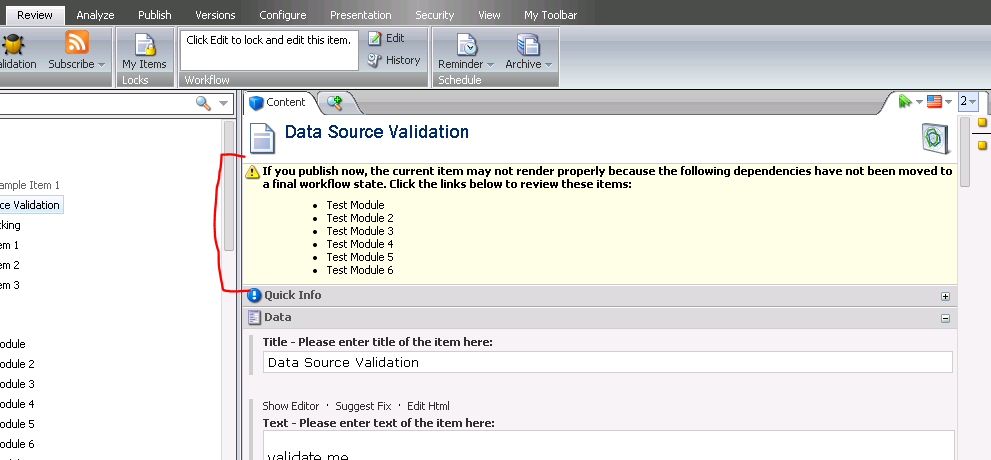 Review Analyze Publish Versions Configure Presentation Security View My Toolbar
Click Edit to lock and edit this item.
Edit
History
Subscribe
My Items
Reminder
Archive
Locks
Workflow
Schedule
Content
2
Data Source Validation
If you publish now, the current item may not render properly because the following dependencies have not been moved to
a final workflow state. Click the links below to review these items:
Test Module
Test Module 2
Test Module 3
Test Module 4
Test Module 5
Test Module 6
Quick Info
Data
Title - Please enter title of the item here:
Data Source Validation
Show Editor · Suggest Fix · Edit Html
Text - Please enter text of the item here:
validate me
ample Item 1
ce Validation
king
em 1
em 2
em 3
odule
odule 2
odule 3
odule 4
odule 5
odule 6